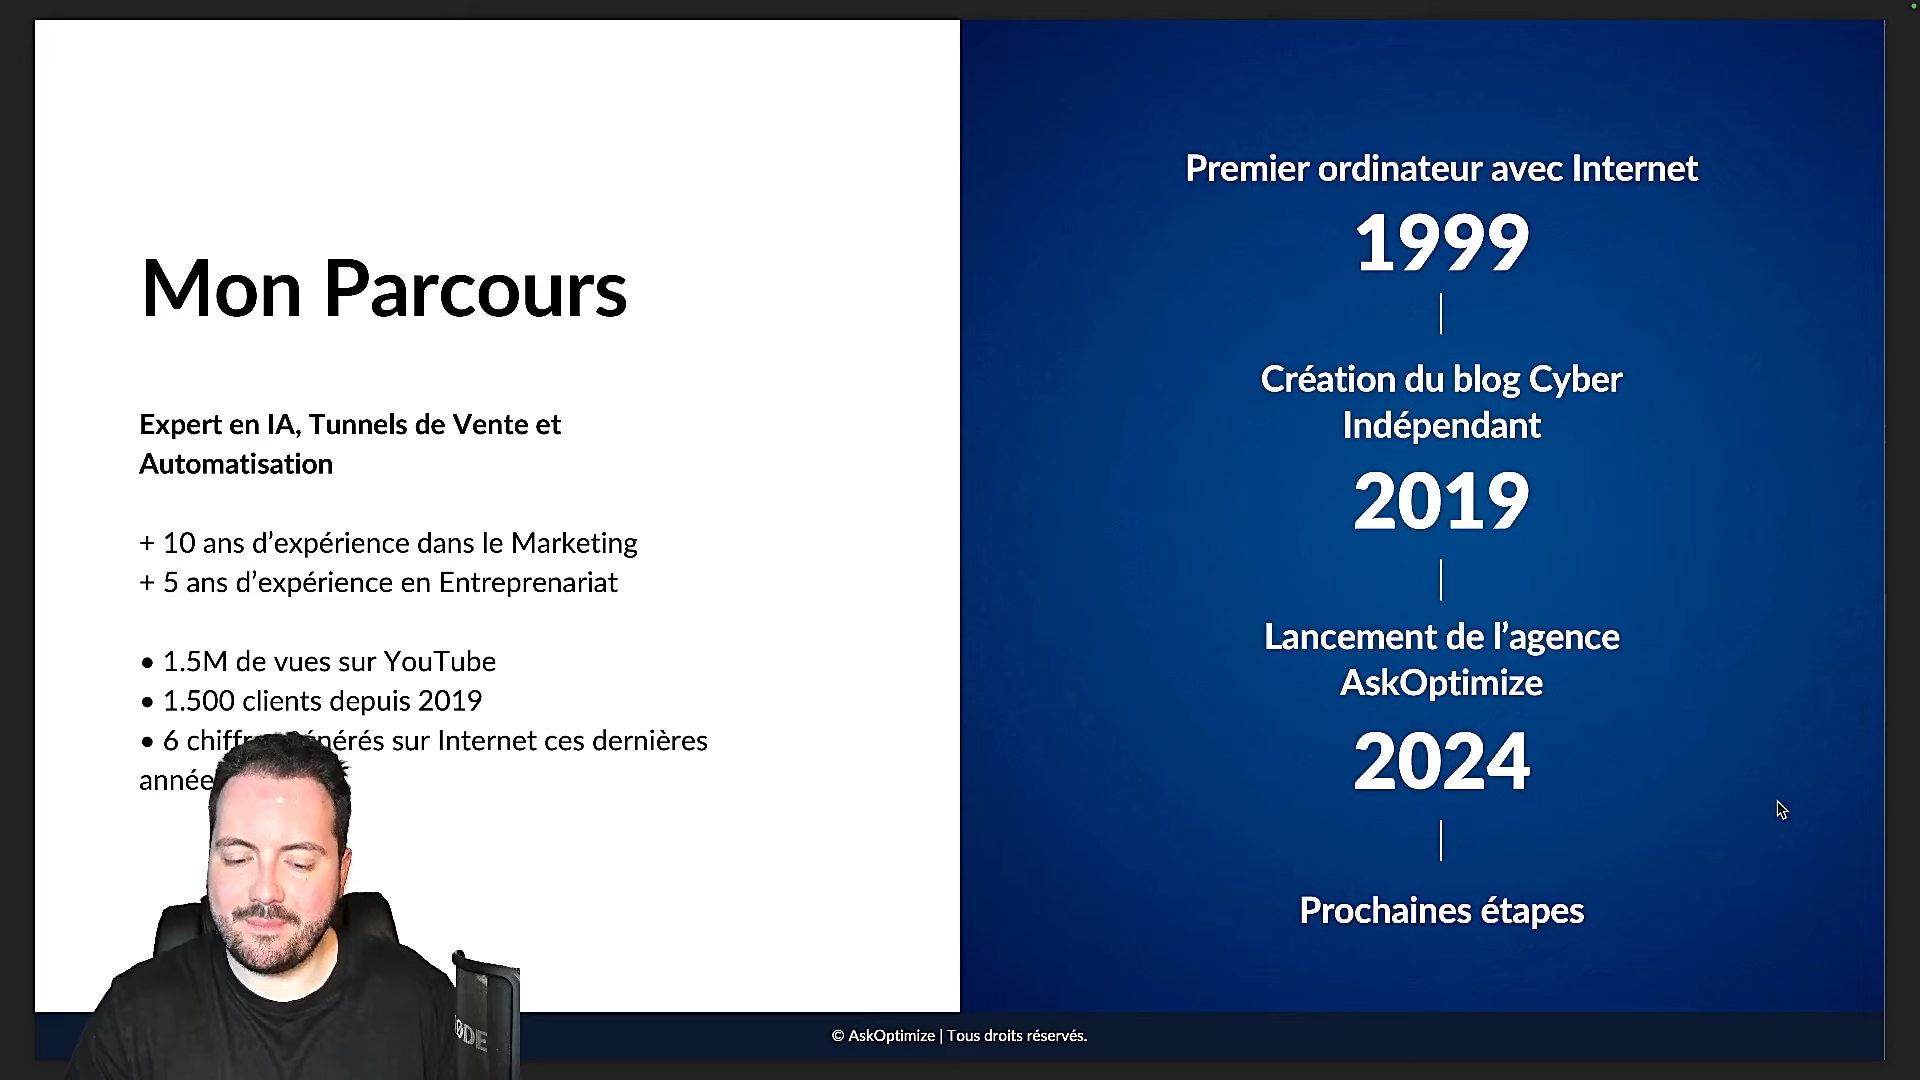 Mon Parcours
Expert en IA, Tunnels de Vente et
Automatisation
+ 10 ans d’expérience dans le Marketing
+ 5 ans d’expérience en Entreprenariat
• 1.5M de vues sur YouTube
• 1.500 clients depuis 2019
• 6 sur Internet ces dernières
Premier ordinateur avec Internet
1999
Création du blog Cyber
Indépendant
2019
Lancement de l’agence
AskOptimize
2024
Prochaines étapes
© AskOptimize | Tous droits réservés.